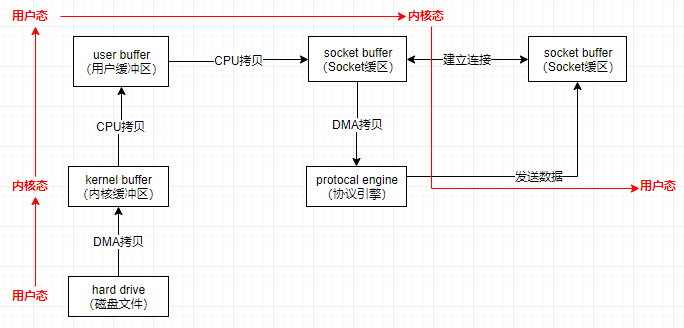 用户态
内核态
user buffer
（用户缓冲区）
CPU拷贝
socket buffer
（Socket缓区）
建立连接
socket buffer
（Socket缓区）
CPU拷贝
DMA拷贝
内核态
kernel buffer
（内核缓冲区）
protocal engine
（协议引擎）
发送数据
用户态
DMA拷贝
用户态
hard drive
（磁盘文件）